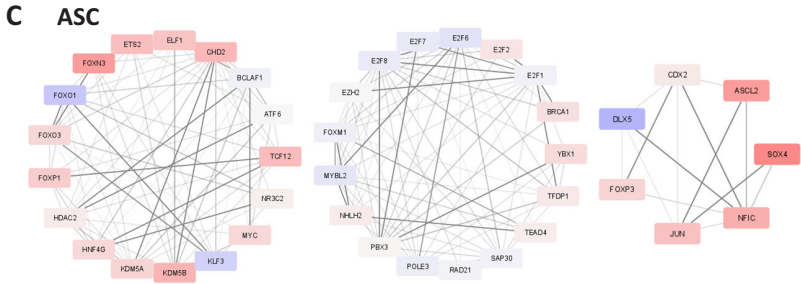 C ASC
ETS2
ELF1
CHD2
FOXN3
BCLAF1
FOXO1
ATF6
FOXO3
TCF12
FOXP1
NR3C2
HDAC2
MYC
HNF4G
KLF3
KDM5A
KDM5B
E2F7
E2F6
E2F2
E2F8
E2F1
EZH2
BRCA1
FOXM1
YBX1
MYBL2
TFDP1
NHLH2
TEAD4
PBX3
SAP30
POLE3
RAD21
CDX2
ASCL2
DLX5
SOX4
FOXP3
NFIC
JUN